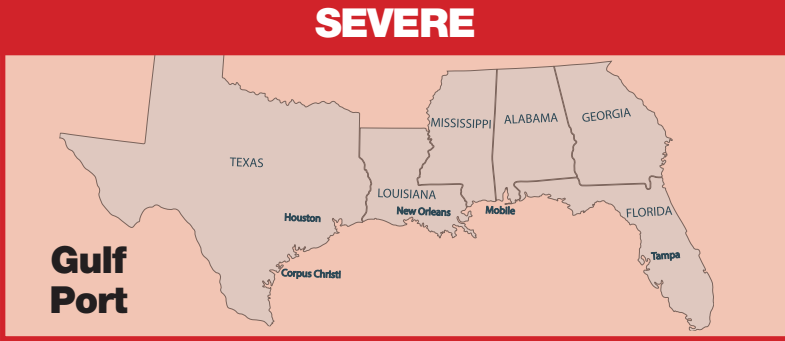 SEVERE
MISSISSIPPI
ALABAMA
GEORGIA
TEXAS
LOUISIANA
Houston
New Orleans
Mobile
FLORIDA
Gulf
Port
Corpus Christi
Tampa